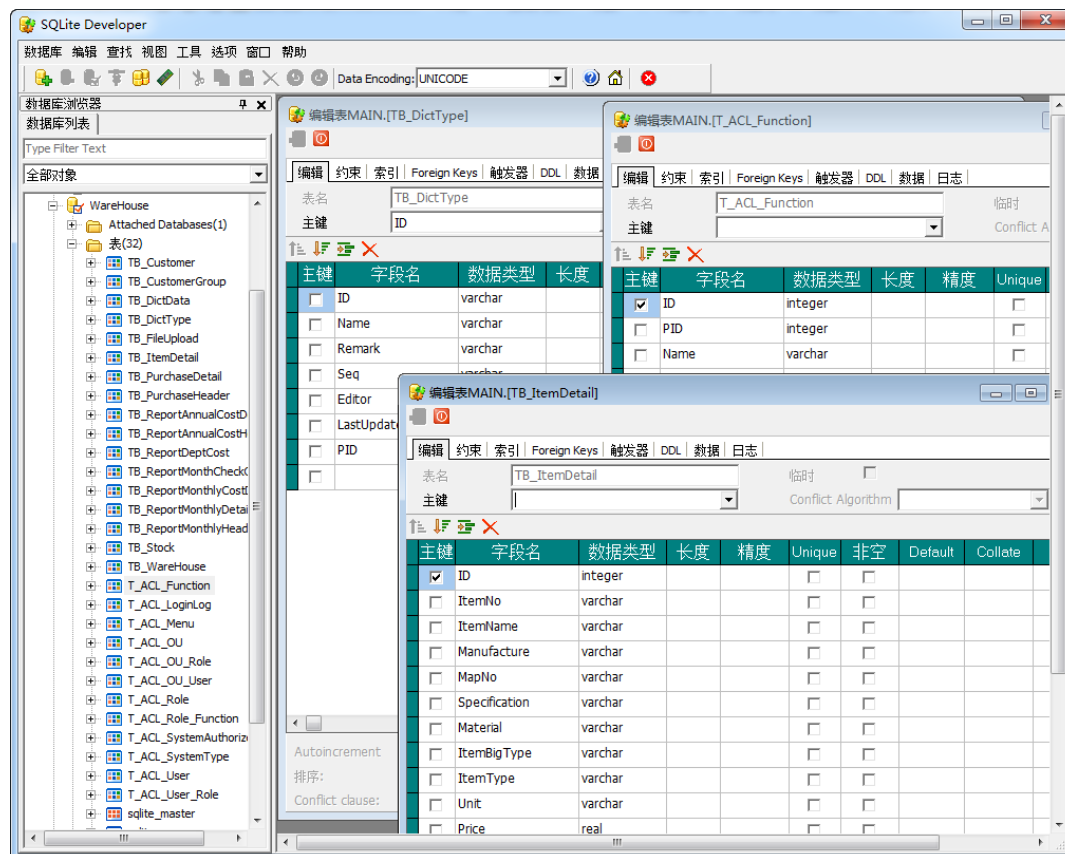 SQLite Developer
数据库 编辑 查找 视图 工具 选项 窗口 帮助
Data Encoding: UNICODE
数据库浏览器
数据库列表
Type Filter Text
全部对象
WareHouse
Attached Databases(1)
表(32)
TB_Customer
TB_CustomerGroup
TB_DictData
TB_DictType
TB_FileUpload
TB_ItemDetail
TB_PurchaseDetail
TB_PurchaseHeader
TB_ReportAnnualCostD
TB_ReportAnnualCostH
TB_ReportDeptCost
TB_ReportMonthCheck
TB_ReportMonthlyCost
TB_ReportMonthlyDetai
TB_ReportMonthlyHead
TB_Stock
TB_WareHouse
T_ACL_Function
T_ACL_LoginLog
T_ACL_Menu
T_ACL_OU
T_ACL_OU_Role
T_ACL_OU_User
T_ACL_Role
T_ACL_Role_Function
T_ACL_SystemAuthoriz
T_ACL_SystemType
T_ACL_User
T_ACL_User_Role
sqlite_master
编辑表MAIN.[TB_DictType]
编辑 约束 索引 Foreign Keys 触发器 DDL 数据
表名 TB_DictType
主键 ID
主键 字段名 数据类型 长度
ID varchar
Name varchar
Remark varchar
Seq varchar
Editor
LastUpdate
PID
Autoincrement
排序:
Conflict clause:
编辑表MAIN.[T_ACL_Function]
编辑 约束 索引 Foreign Keys 触发器 DDL 数据 日志
表名 T_ACL_Function 临时
主键 Conflict A
主键 字段名 数据类型 长度 精度 Unique
ID integer
PID integer
Name varchar
编辑表MAIN.[TB_ItemDetail]
编辑 约束 索引 Foreign Keys 触发器 DDL 数据 日志
表名 TB_ItemDetail 临时
主键 Conflict Algorithm
主键 字段名 数据类型 长度 精度 Unique 非空 Default Collate
ID integer
ItemNo varchar
ItemName varchar
Manufacture varchar
MapNo varchar
Specification varchar
Material varchar
ItemBigType varchar
ItemType varchar
Unit varchar
Price real